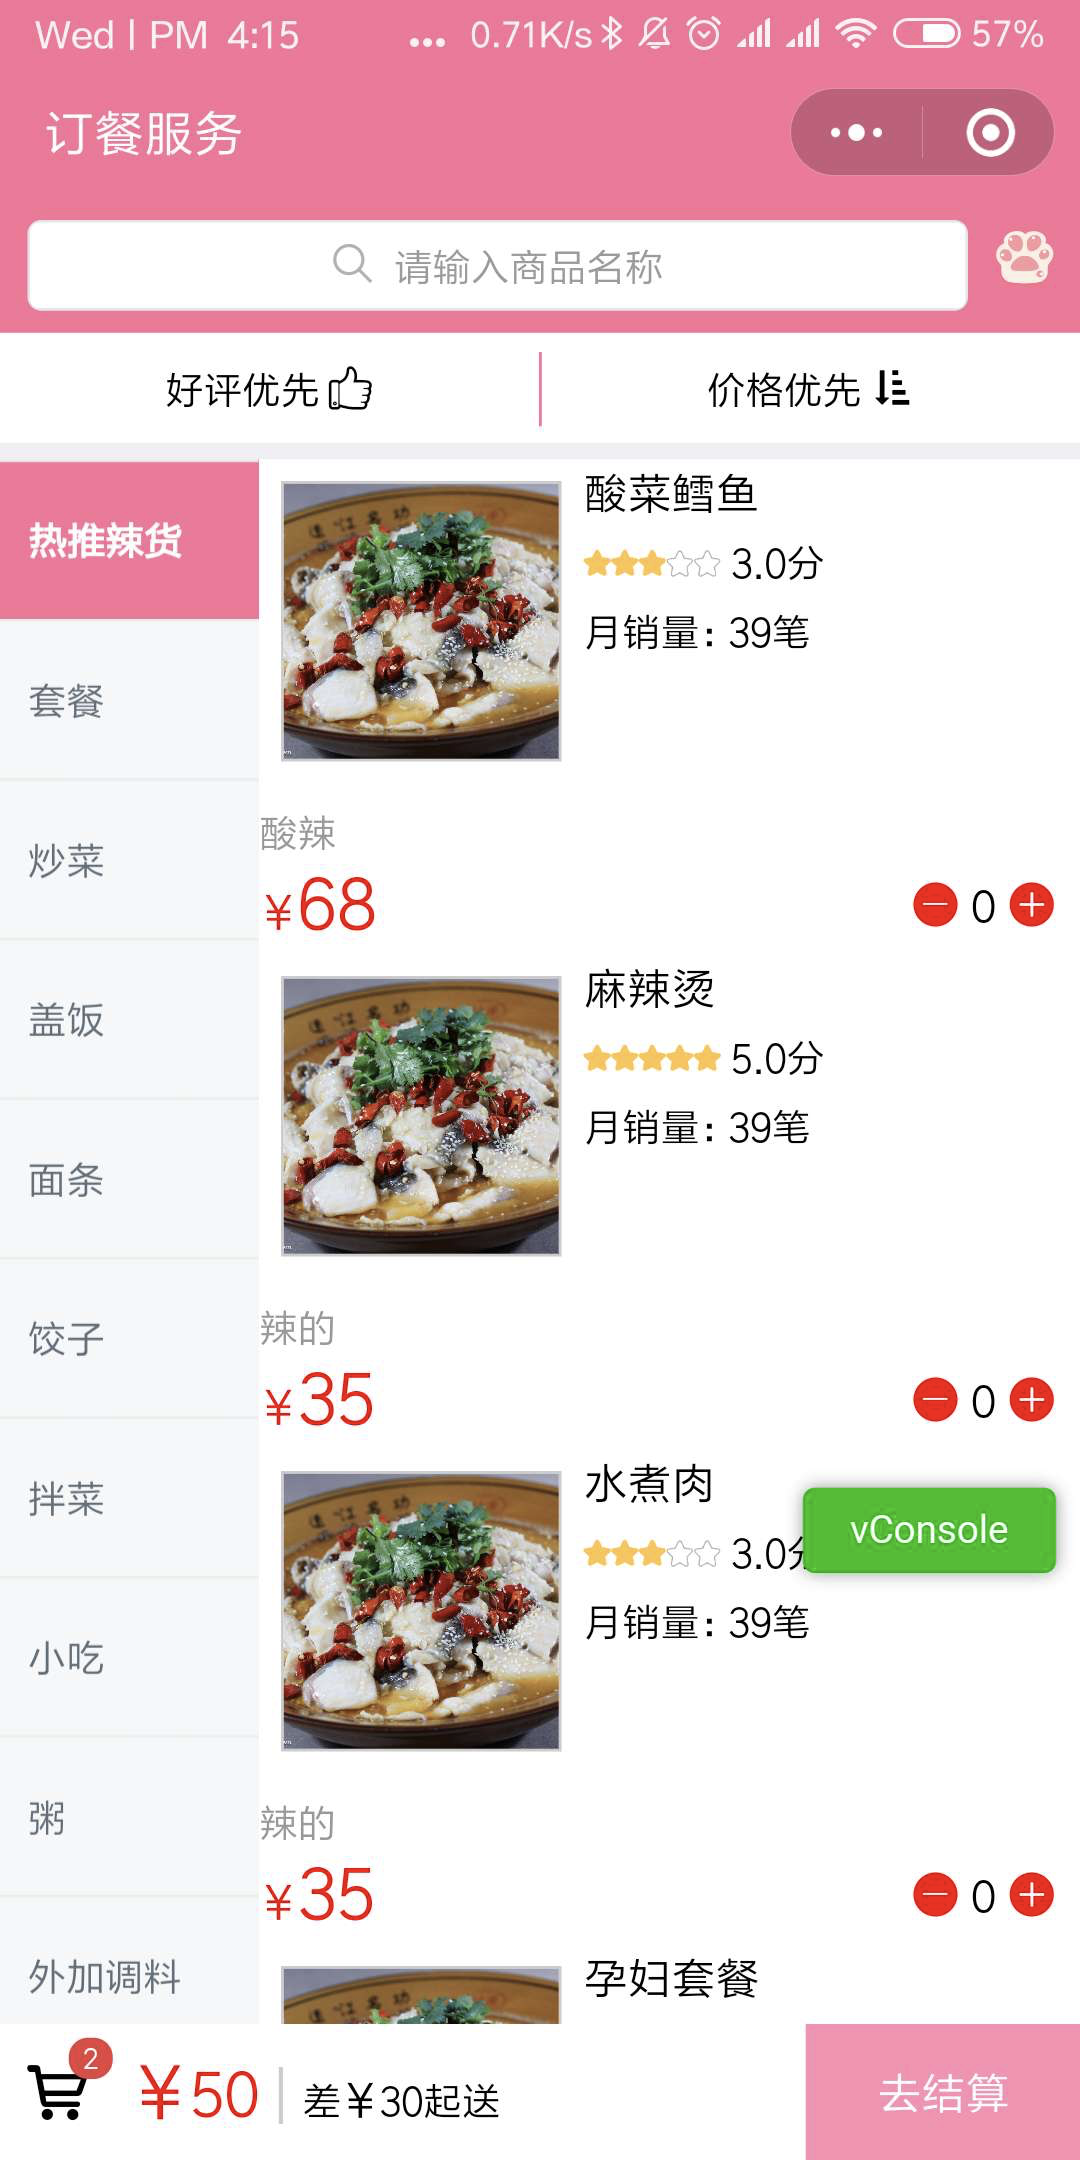 Wed | PM 4:15 ... 0.71K/s 57%
订餐服务
请输入商品名称
好评优先 价格优先
热推辣货
套餐
炒菜
盖饭
面条
饺子
拌菜
小吃
粥
外加调料
酸菜鳕鱼
3.0分
月销量：39笔
酸辣
¥68
0
麻辣烫
5.0分
月销量：39笔
辣的
¥35
0
水煮肉
3.0分
vConsole
月销量：39笔
辣的
¥35
0
孕妇套餐
2
¥50 差¥30起送
去结算